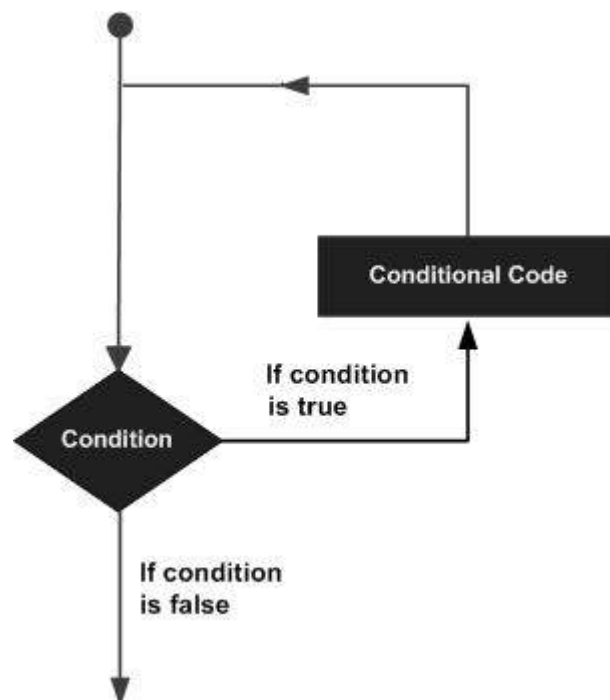 Conditional Code
If condition
is true
Condition
If condition
is false